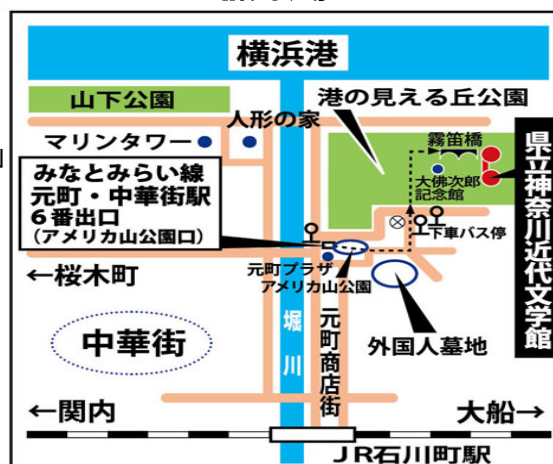 横浜港
山下公園
人形の家
港の見える丘公園
マリンタワー
霧笛橋
大佛次郎
記念館
県立神奈川近代文学館
みなとみらい線
元町・中華街駅
6番出口
(アメリカ山公園口)
下車バス停
←桜木町
元町プラザ
アメリカ山公園
中華街
堀川
元町商店街
外国人墓地
←関内
大船→
JR石川町駅